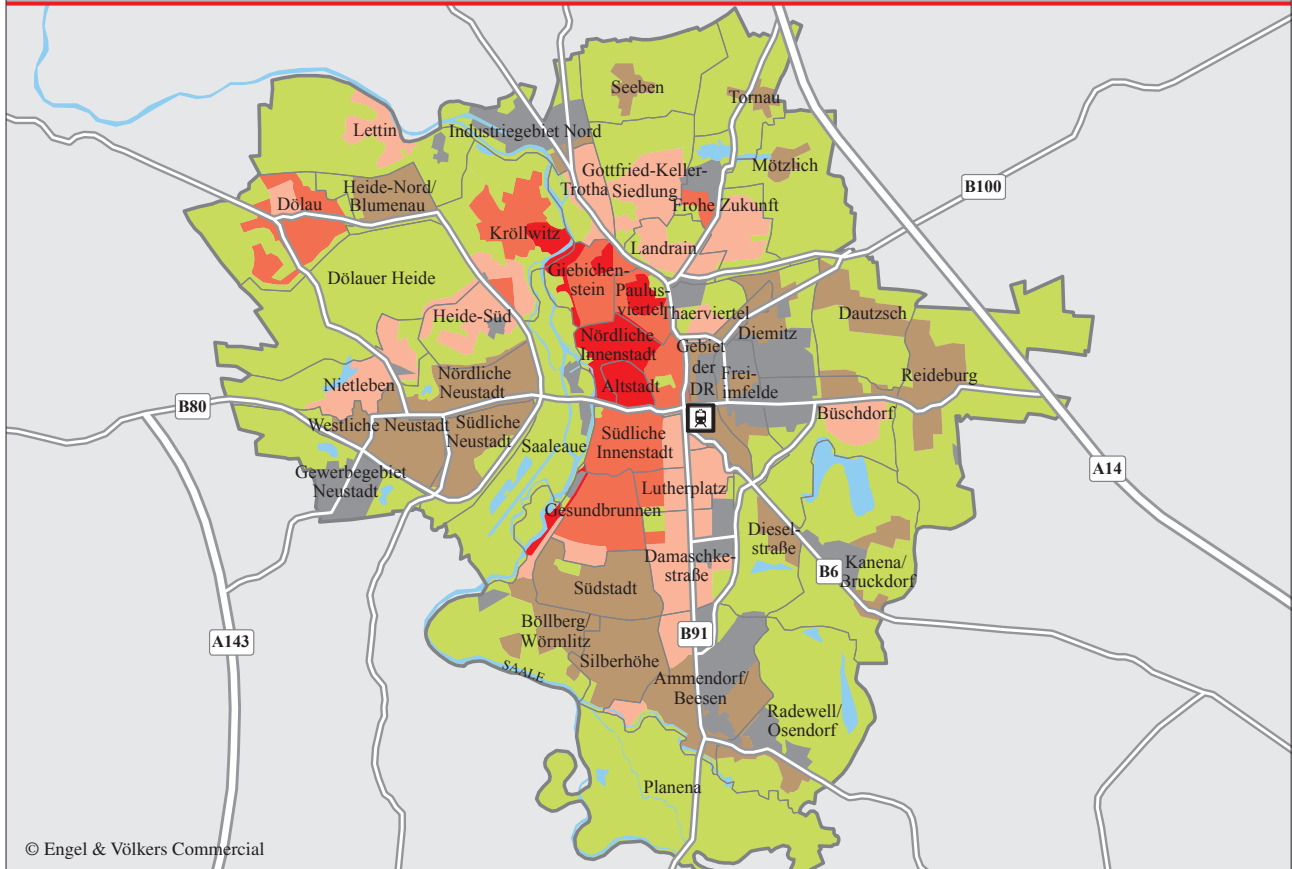 Seeben
Tornau
Lettin
Industriegebiet Nord
Mötzlich
Gottfried-Keller-
Siedlung
Trotha
B100
Heide-Nord/
Blumenau
Dölau
Frohe Zukunft
Kröllwitz
Landrain
Giebichen-
stein
Dölauer Heide
Paulus-
viertel
Thaerviertel
Dautzsch
Heide-Süd
Diemitz
Nördliche
Innenstadt
Gebiet
der
DR
Frei-
imfelde
Reideburg
Nördliche
Neustadt
Nietleben
Altstadt
B80
Büschdorf
Westliche Neustadt
Südliche
Neustadt
Südliche
Innenstadt
Saaleaue
A14
Gewerbegebiet
Neustadt
Lutherplatz
Gesundbrunnen
Diesel-
straße
Damaschke-
straße
B6
Kanena/
Bruckdorf
Südstadt
Böllberg/
Wörmlitz
B91
A143
Silberhöhe
SAALE
Ammendorf/
Beesen
Radewell/
Osendorf
Planena
© Engel & Völkers Commercial